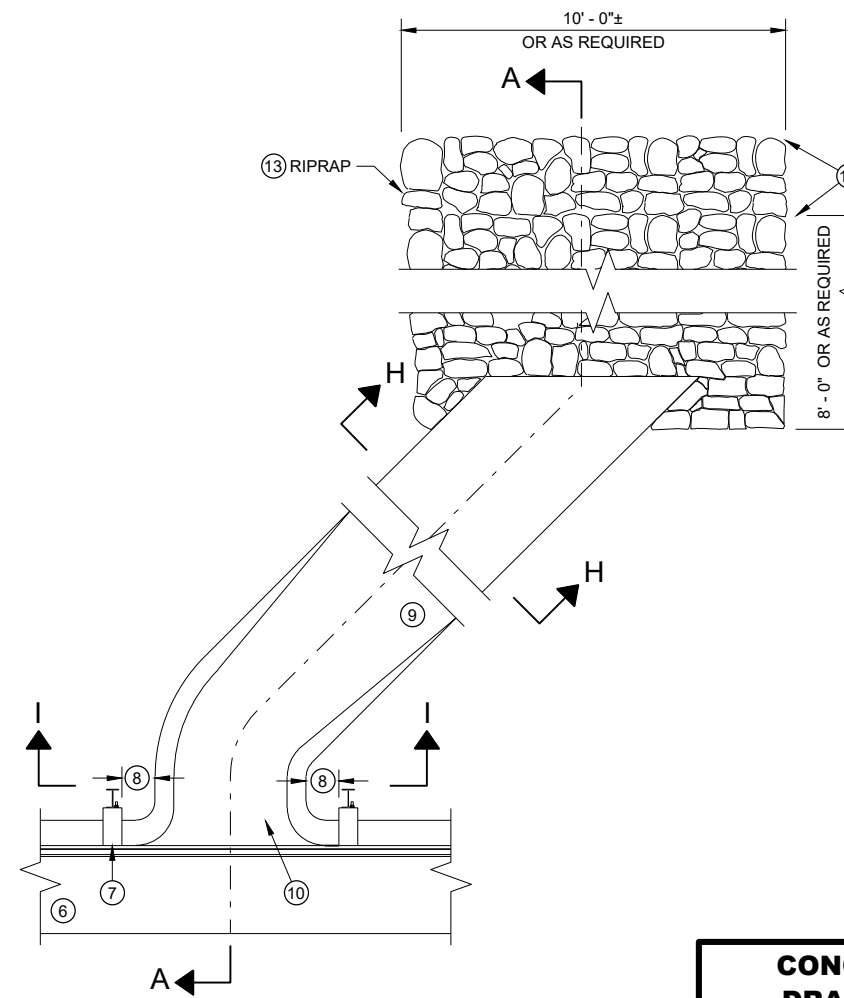 10' - 0"±
OR AS REQUIRED
A
13 RIPRAP
8' - 0" OR AS REQUIRED
H
H
9
I
I
8
8
7
10
6
A